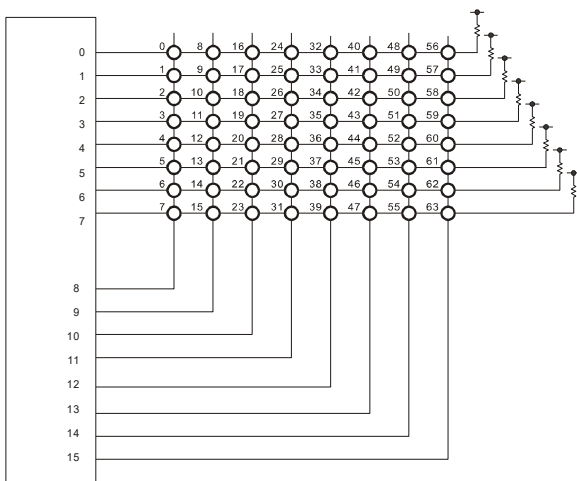 0 0 8 16 24 32 40 48 56
1 1 9 17 25 33 41 49 57
2 2 10 18 26 34 42 50 58
3 3 11 19 27 35 43 51 59
4 4 12 20 28 36 44 52 60
5 5 13 21 29 37 45 53 61
6 6 14 22 30 38 46 54 62
7 7 15 23 31 39 47 55 63
8
9
10
11
12
13
14
15